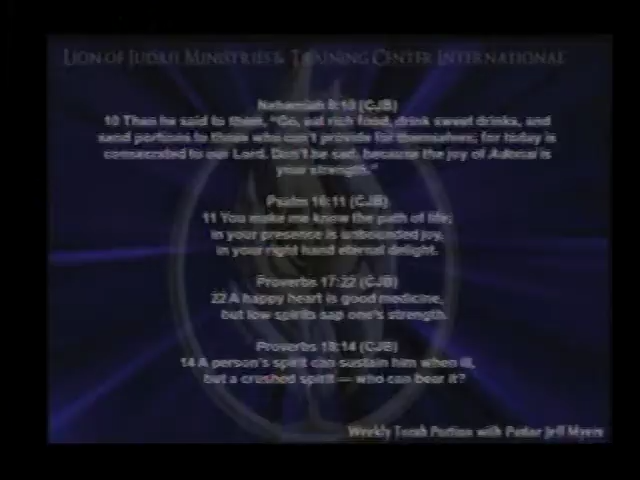 LION OF JUDAH MINISTRIES & TRAINING CENTER INTERNATIONAL
Nehemiah 8:10 (CJB)
10 Then he said to them, "Go, eat rich food, drink sweet drinks, and
send portions to those who can't provide for themselves; for today is
consecrated to our Lord. Don't be sad, because the joy of Adonai is
your strength."
Psalm 16:11 (CJB)
11 You make me know the path of life;
in your presence is unbounded joy,
in your right hand eternal delight.
Proverbs 17:22 (CJB)
22 A happy heart is good medicine,
but low spirits sap one's strength.
Proverbs 18:14 (CJB)
14 A person's spirit can sustain him when ill,
but a crushed spirit — who can bear it?
Weekly Torah Portion with Pastor Jeff Myers